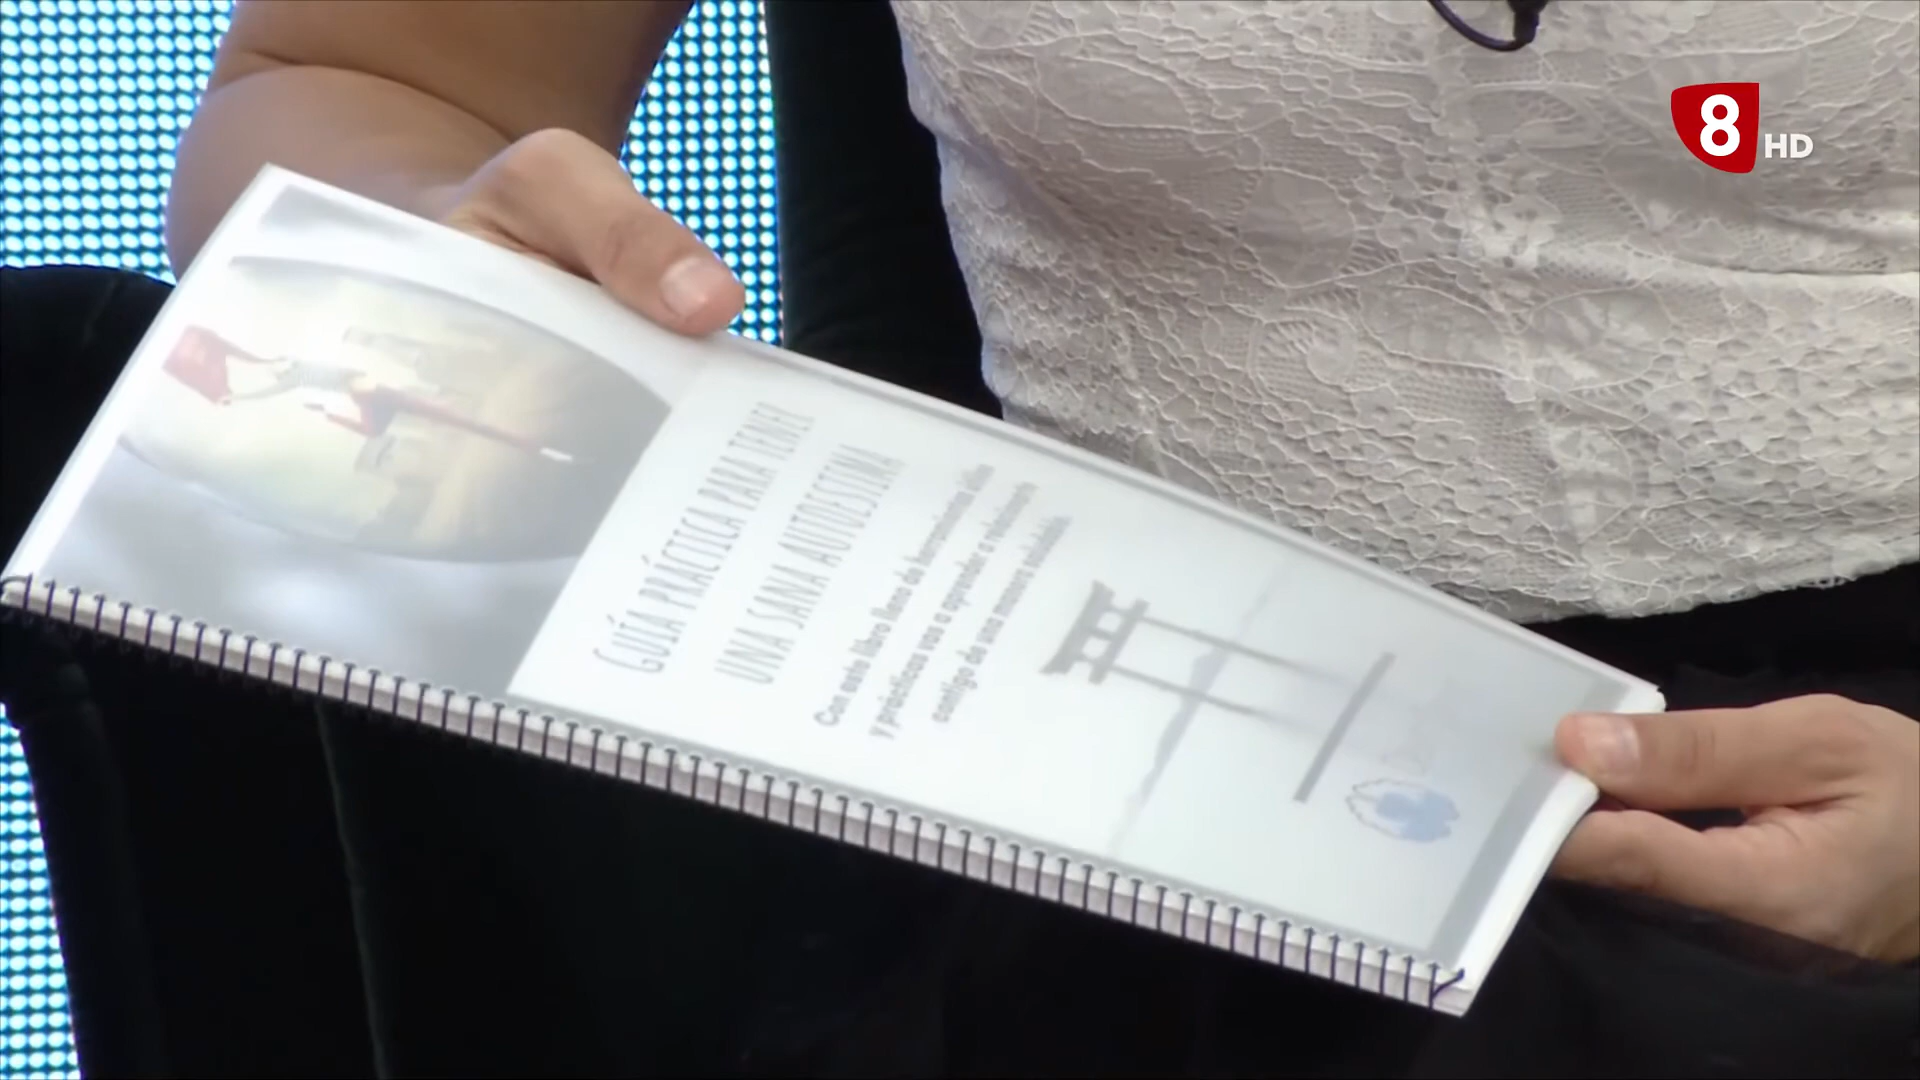 GUÍA PRÁCTICA PARA TENER
UNA SANA AUTOESTIMA
Con este libro lleno de herramientas útiles
y prácticas vas a aprender a relacionarte
contigo de una manera saludable
8 HD